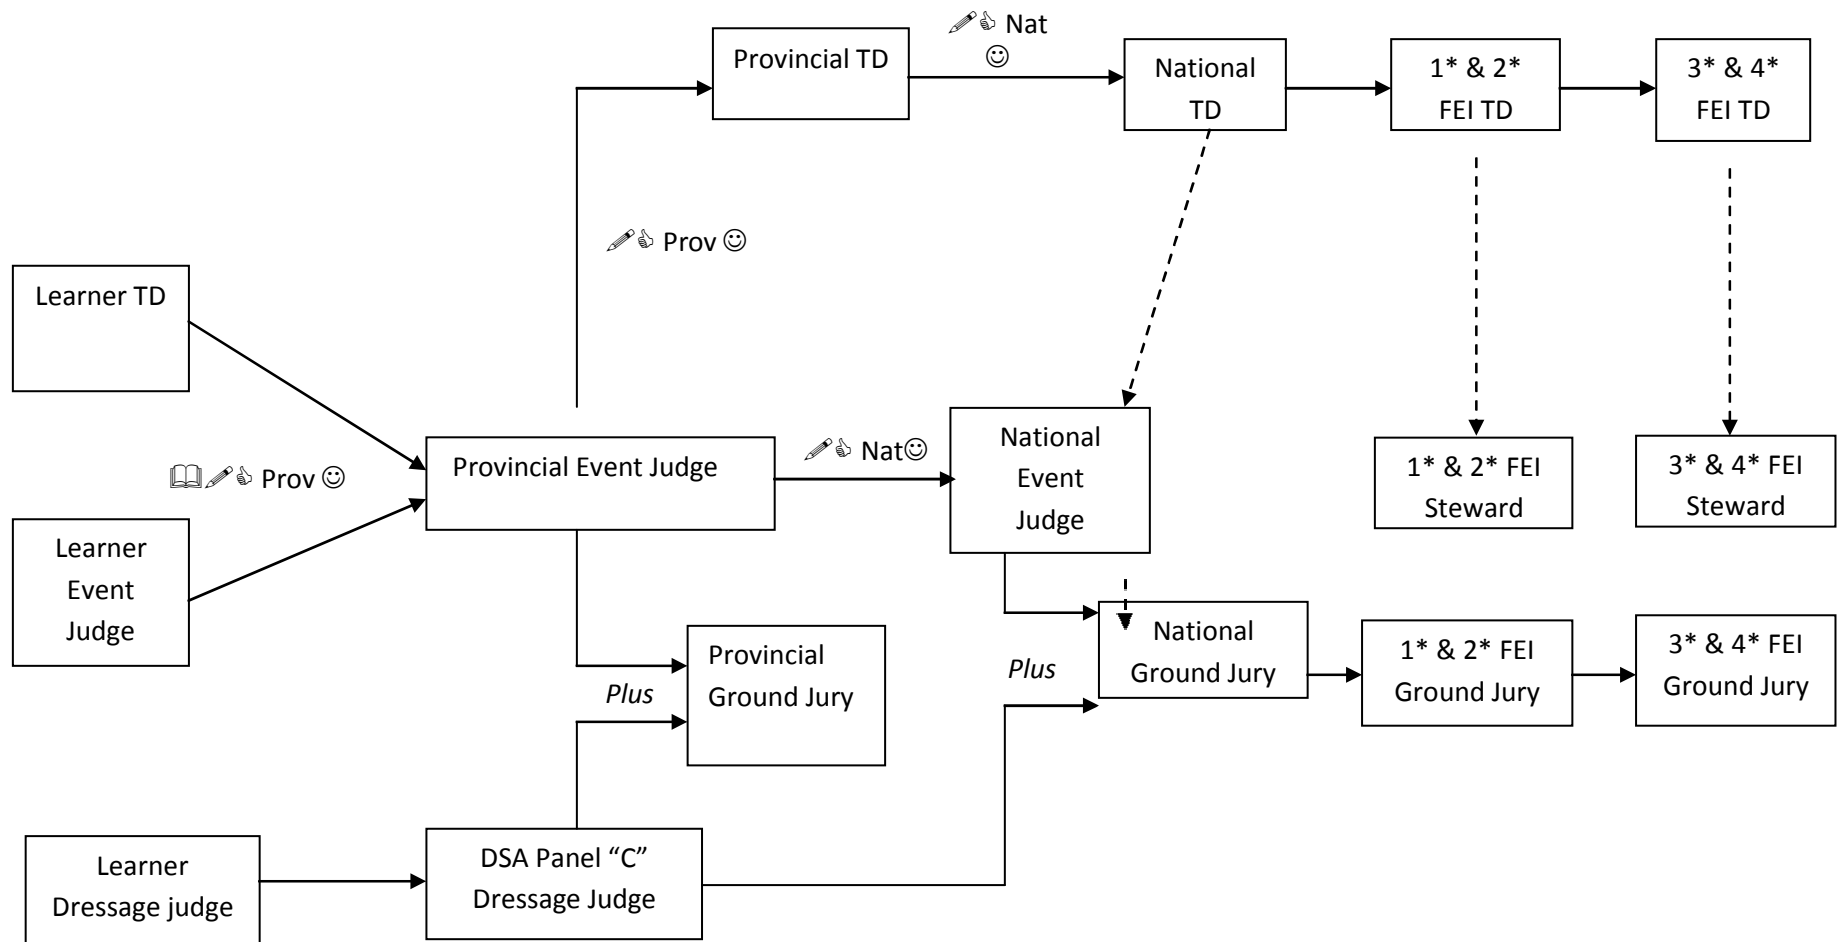 Provincial TD
✐👍 Nat
☺
National
TD
1* & 2*
FEI TD
3* & 4*
FEI TD
✐👍 Prov ☺
Learner TD
🕮✐👍 Prov ☺
Learner
Event
Judge
Provincial Event Judge
✐👍 Nat☺
National
Event
Judge
1* & 2* FEI
Steward
3* & 4* FEI
Steward
Provincial
Ground Jury
Plus
Plus
National
Ground Jury
1* & 2* FEI
Ground Jury
3* & 4* FEI
Ground Jury
Learner
Dressage judge
DSA Panel “C”
Dressage Judge